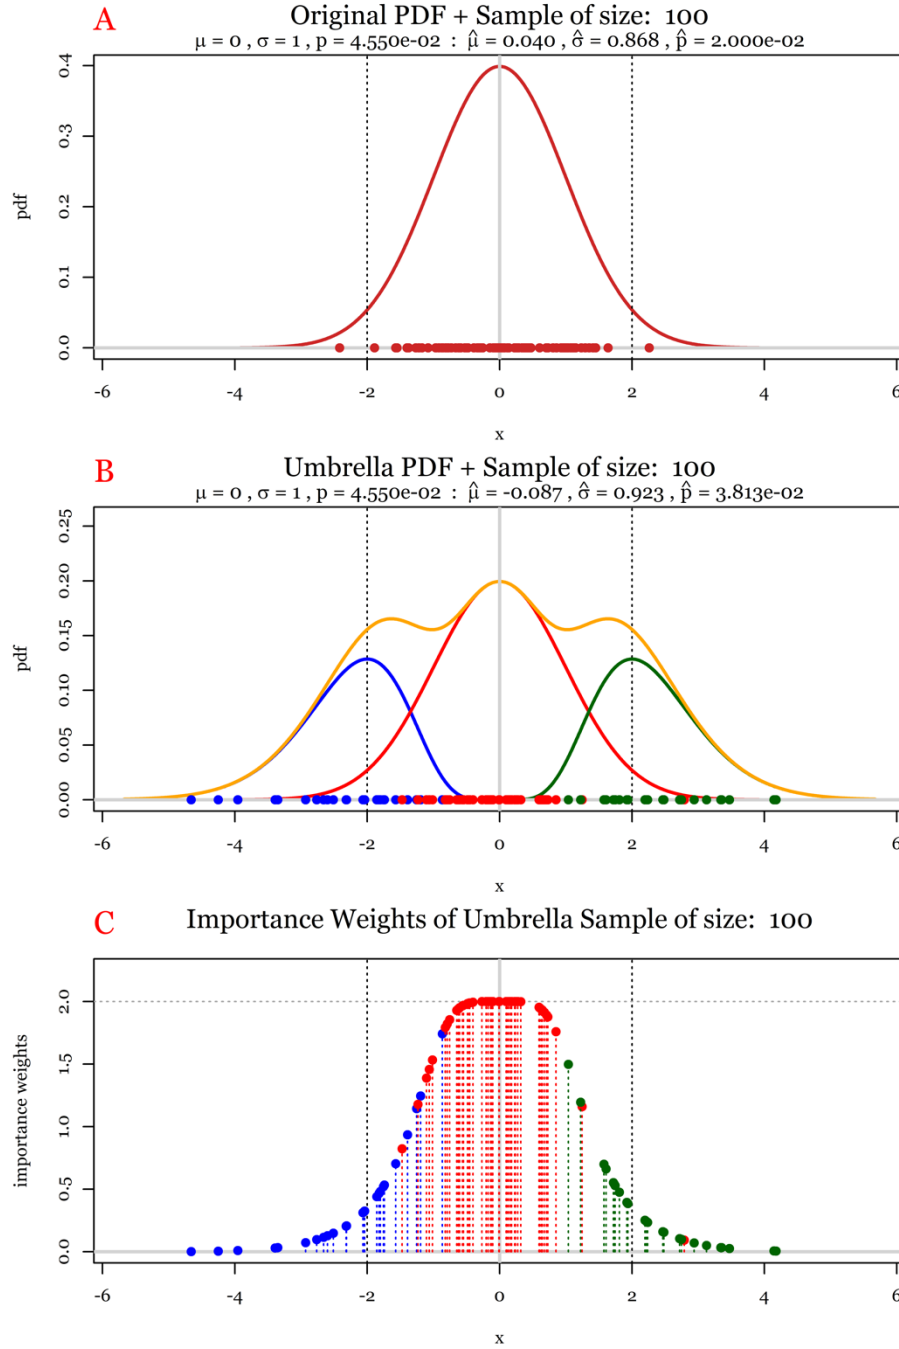 A
Original PDF + Sample of size: 100
μ = 0 , σ = 1 , p = 4.550e-02 : μ̂ = 0.040 , σ̂ = 0.868 , p̂ = 2.000e-02
0.4
0.3
pdf
0.2
0.1
0.0
-6 -4 -2 0 2 4 6
x
B
Umbrella PDF + Sample of size: 100
μ = 0 , σ = 1 , p = 4.550e-02 : μ̂ = -0.087 , σ̂ = 0.923 , p̂ = 3.813e-02
0.25
0.20
0.15
pdf
0.10
0.05
0.00
-6 -4 -2 0 2 4 6
x
C
Importance Weights of Umbrella Sample of size: 100
2.0
1.5
importance weights
1.0
0.5
0.0
-6 -4 -2 0 2 4 6
x